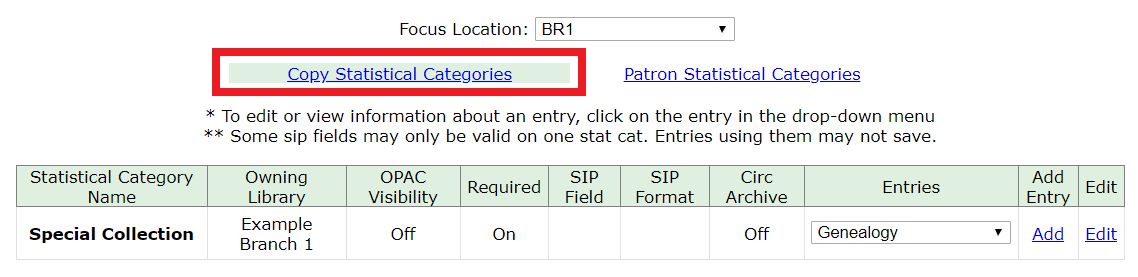 Focus Location: BR1
Copy Statistical Categories Patron Statistical Categories
* To edit or view information about an entry, click on the entry in the drop-down menu
** Some sip fields may only be valid on one stat cat. Entries using them may not save.
Statistical Category Name Owning Library OPAC Visibility Required SIP Field SIP Format Circ Archive Entries Add Entry Edit
Special Collection Example Branch 1 Off On Off Genealogy Add Edit